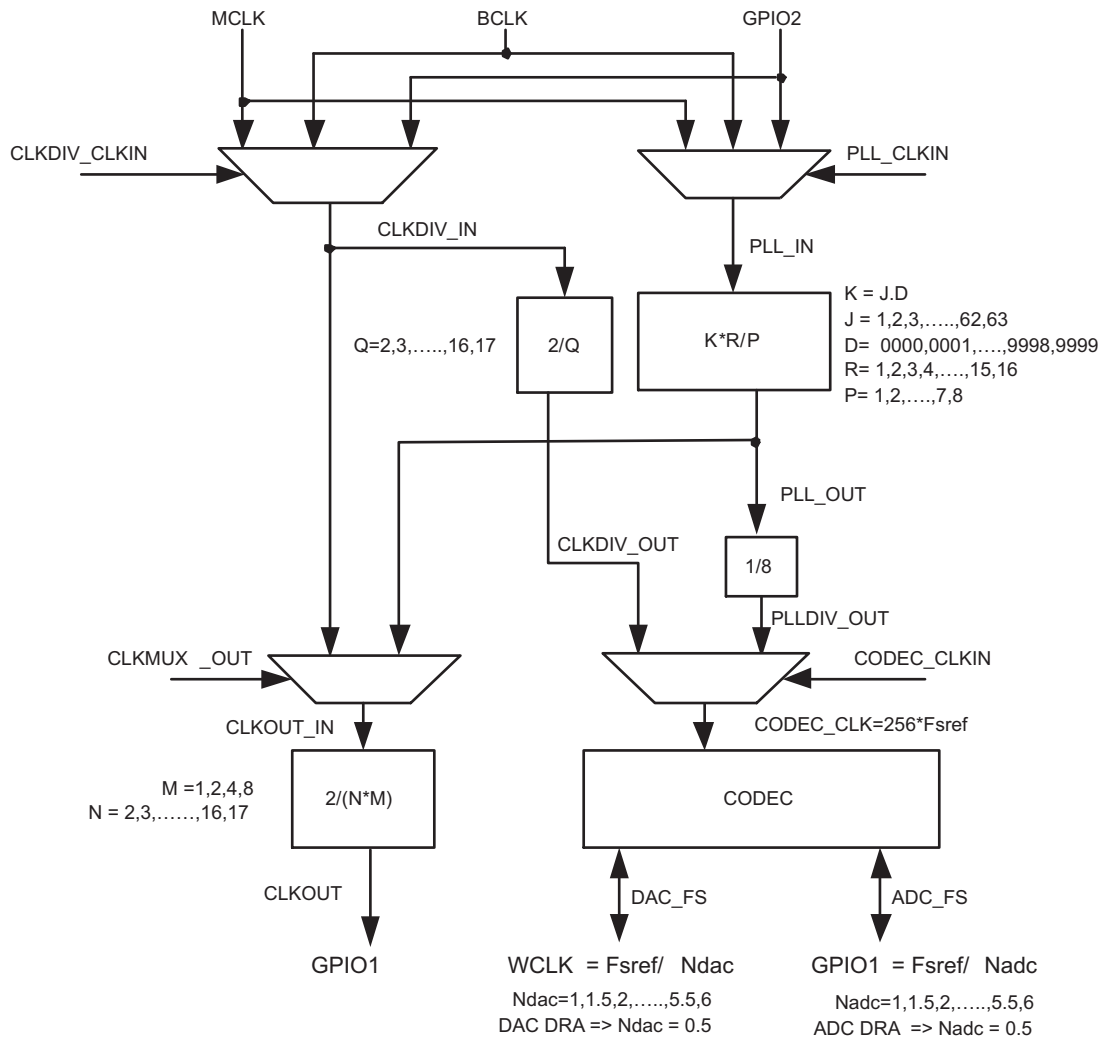 MCLK
BCLK
GPIO2
CLKDIV_CLKIN
PLL_CLKIN
CLKDIV_IN
PLL_IN
K = J.D
J = 1,2,3,…..,62,63
D= 0000,0001,….,9998,9999
R= 1,2,3,4,….,15,16
P= 1,2,….,7,8
Q=2,3,…..,16,17
2/Q
K*R/P
PLL_OUT
CLKDIV_OUT
1/8
PLLDIV_OUT
CLKMUX _OUT
CODEC_CLKIN
CLKOUT_IN
CODEC_CLK=256*Fsref
M =1,2,4,8
N = 2,3,……,16,17
2/(N*M)
CODEC
CLKOUT
DAC_FS
ADC_FS
GPIO1
WCLK = Fsref/ Ndac
GPIO1 = Fsref/ Nadc
Ndac=1,1.5,2,…..,5.5,6
Nadc=1,1.5,2,…..,5.5,6
DAC DRA => Ndac = 0.5
ADC DRA => Nadc = 0.5